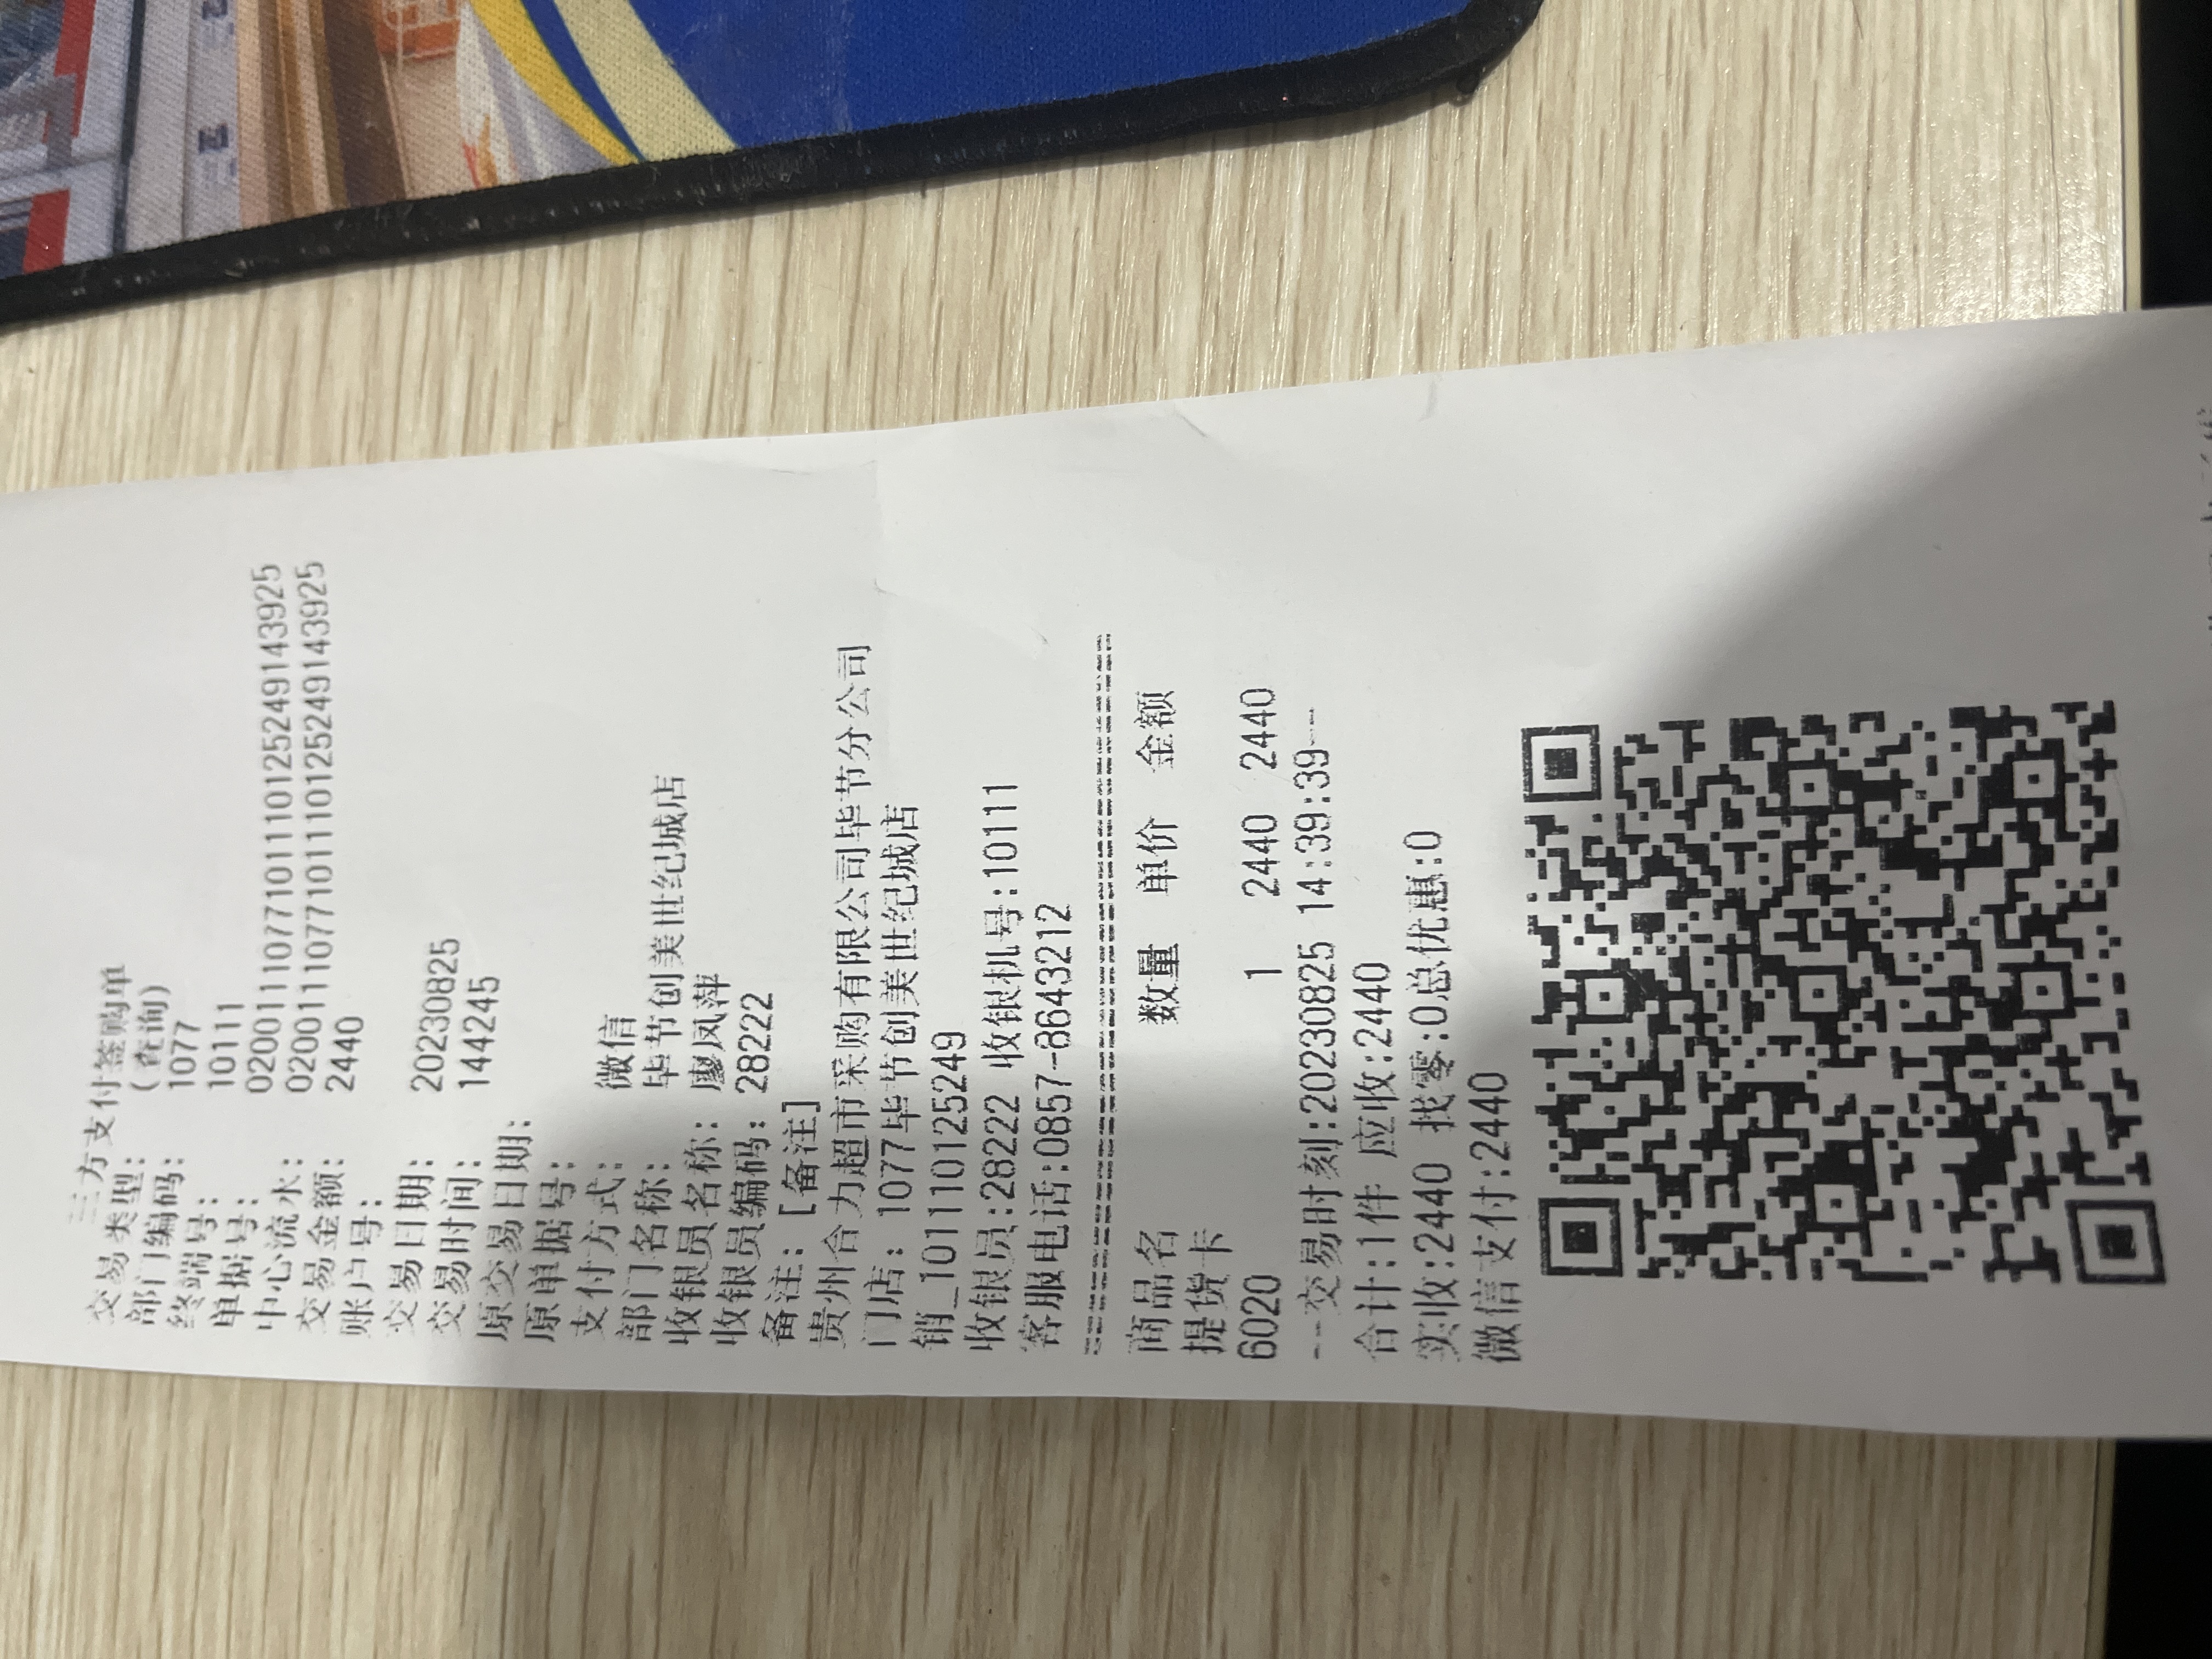 三方支付签购单
交易类型: (查询)
部门编码: 1077
终端号: 10111
单据号: 0200111077101110125249143925
中心流水: 0200111077101110125249143925
交易金额: 2440
账户号:
交易日期: 20230825
交易时间: 144245
原交易日期:
原单据号:
支付方式: 微信
部门名称: 毕节创美世纪城店
收银员名称: 廖凤萍
收银员编码: 28222
备注: [备注]
贵州合力超市采购有限公司毕节分公司
门店: 1077毕节创美世纪城店
销_101110125249
收银员:28222 收银机号:10111
客服电话:0857-8643212
商品名 数量 单价 金额
提货卡
6020 1 2440 2440
--交易时刻:20230825 14:39:39--
合计:1件 应收:2440
实收:2440 找零:0总优惠:0
微信支付:2440